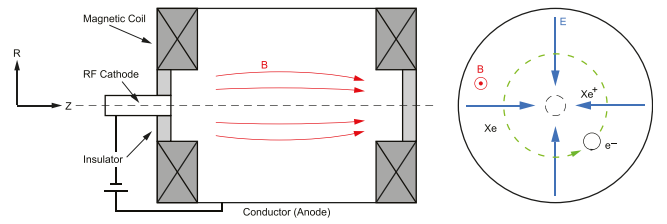 Magnetic Coil
R
RF Cathode
Z
Insulator
B
Conductor (Anode)
E
B
Xe+
Xe
e−